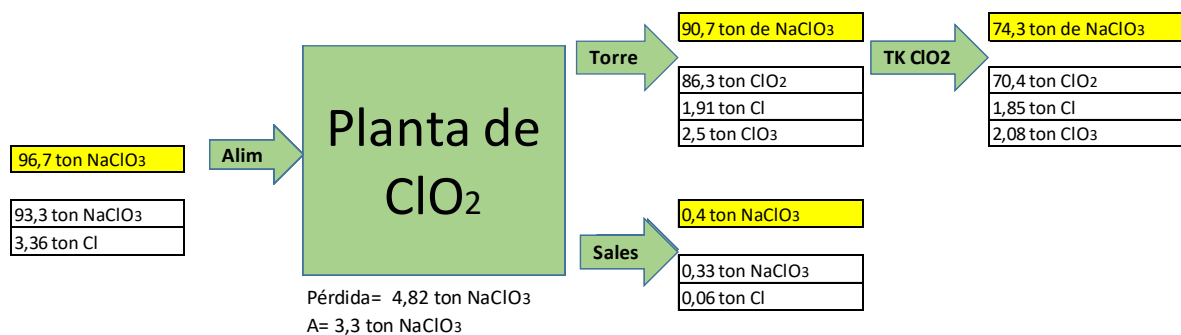 96,7 ton NaClO3
93,3 ton NaClO3
3,36 ton Cl
Alim
Planta de
ClO2
Pérdida= 4,82 ton NaClO3
A= 3,3 ton NaClO3
Torre
90,7 ton de NaClO3
86,3 ton ClO2
1,91 ton Cl
2,5 ton ClO3
TK ClO2
74,3 ton de NaClO3
70,4 ton ClO2
1,85 ton Cl
2,08 ton ClO3
Sales
0,4 ton NaClO3
0,33 ton NaClO3
0,06 ton Cl